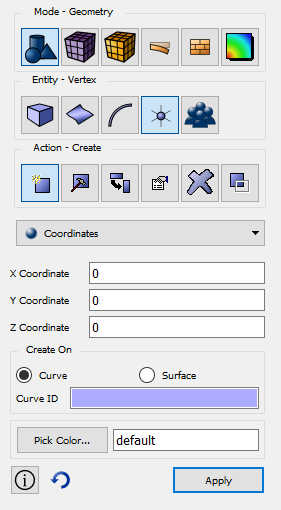 Mode - Geometry
Entity - Vertex
Action - Create
Coordinates
X Coordinate 0
Y Coordinate 0
Z Coordinate 0
Create On
Curve Surface
Curve ID
Pick Color... default
Apply